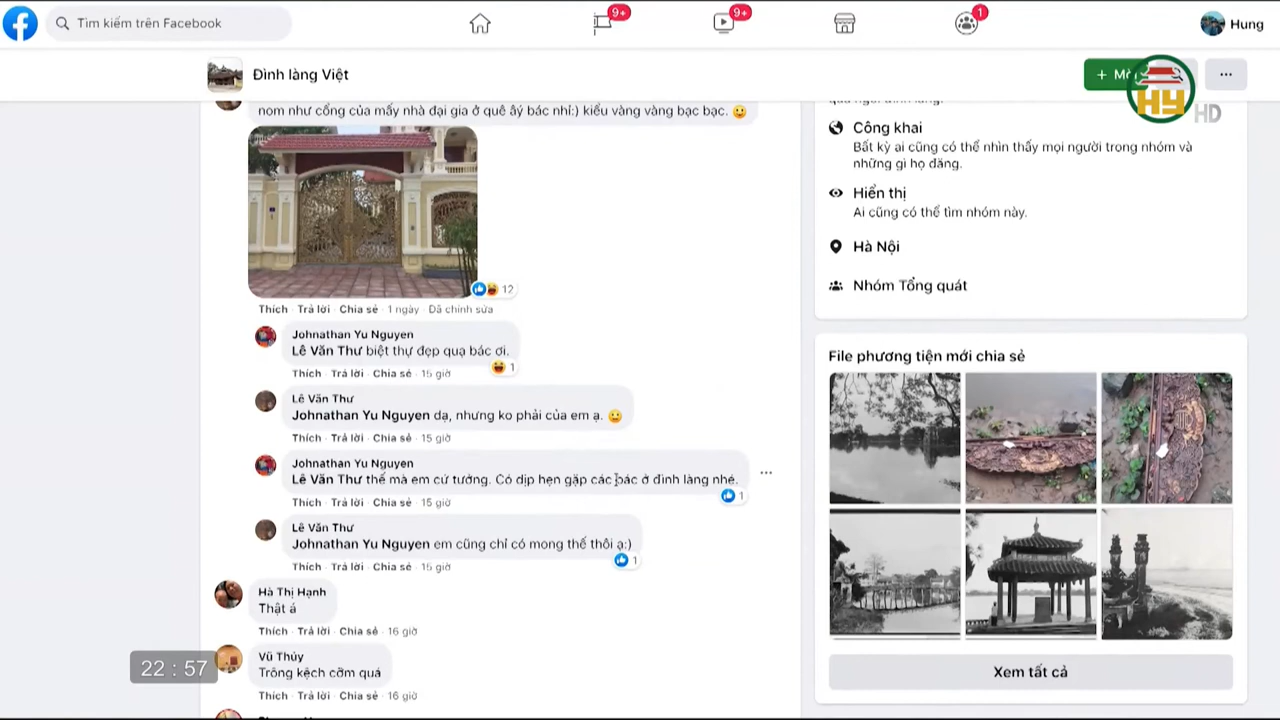 Tìm kiếm trên Facebook
9+
9+
1
Hung
Đình làng Việt
HY HD
nom như cổng của mấy nhà đại gia ở quê âý bác nhỉ:) kiểu vàng vàng bạc bạc.
12
Thích · Trả lời · Chia sẻ · 1 ngày · Đã chỉnh sửa
Johnathan Yu Nguyen
Lê Văn Thư biệt thự đẹp quạ bác ơi.
1
Thích · Trả lời · Chia sẻ · 15 giờ
Lê Văn Thư
Johnathan Yu Nguyen dạ, nhưng ko phải của em ạ.
Thích · Trả lời · Chia sẻ · 15 giờ
Johnathan Yu Nguyen
Lê Văn Thư thế mà em cứ tưởng. Có dịp hẹn gặp các bác ở đình làng nhé.
1
Thích · Trả lời · Chia sẻ · 15 giờ
Lê Văn Thư
Johnathan Yu Nguyen em cũng chỉ có mong thế thôi ạ:)
1
Thích · Trả lời · Chia sẻ · 15 giờ
Hà Thị Hạnh
Thật á
Thích · Trả lời · Chia sẻ · 16 giờ
Vũ Thủy
Trông kệch cỡm quá
Thích · Trả lời · Chia sẻ · 16 giờ
22 : 57
Công khai
Bất kỳ ai cũng có thể nhìn thấy mọi người trong nhóm và
những gì họ đăng.
Hiển thị
Ai cũng có thể tìm nhóm này.
Hà Nội
Nhóm Tổng quát
File phương tiện mới chia sẻ
Xem tất cả